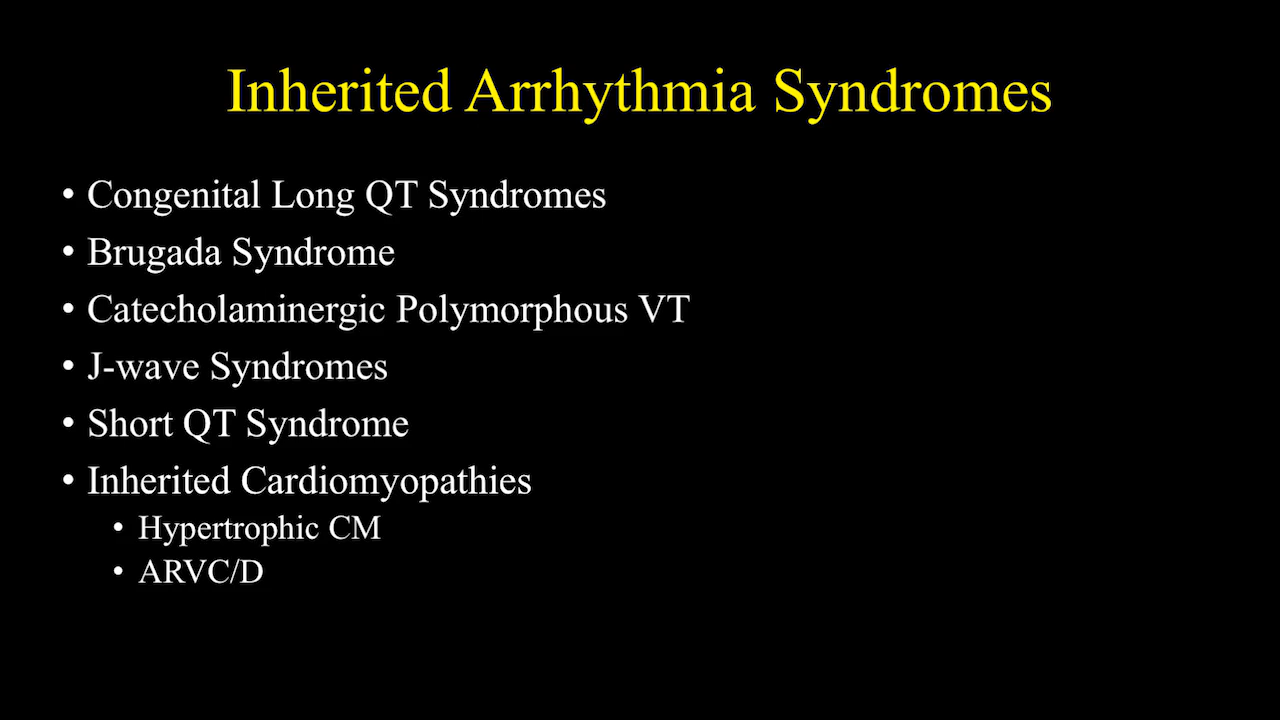 Inherited Arrhythmia Syndromes
• Congenital Long QT Syndromes
• Brugada Syndrome
• Catecholaminergic Polymorphous VT
• J-wave Syndromes
• Short QT Syndrome
• Inherited Cardiomyopathies
• Hypertrophic CM
• ARVC/D